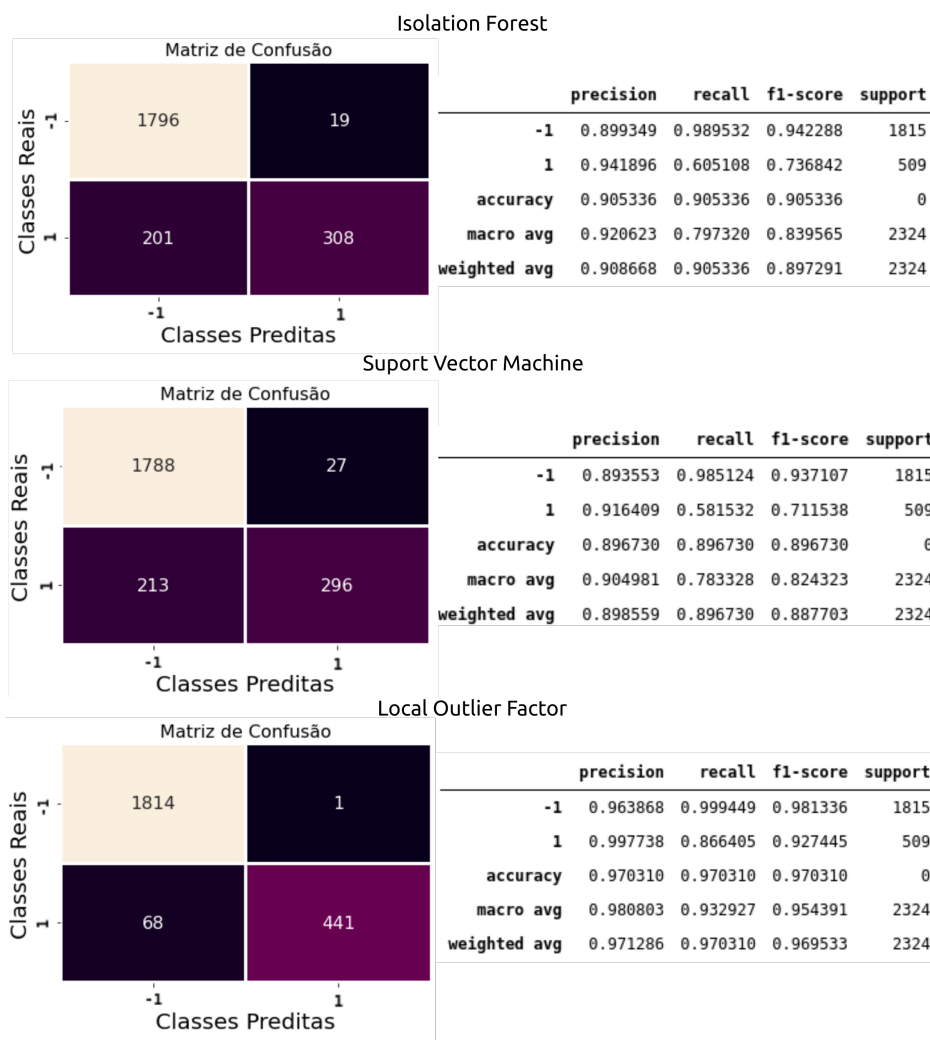 Isolation Forest
Matriz de Confusão
Classes Reais
-1
1796
19
1
201
308
-1
1
Classes Preditas
precision recall f1-score support
-1 0.899349 0.989532 0.942288 1815
1 0.941896 0.605108 0.736842 509
accuracy 0.905336 0.905336 0.905336 0
macro avg 0.920623 0.797320 0.839565 2324
weighted avg 0.908668 0.905336 0.897291 2324
Suport Vector Machine
Matriz de Confusão
Classes Reais
-1
1788
27
1
213
296
-1
1
Classes Preditas
precision recall f1-score support
-1 0.893553 0.985124 0.937107 1815
1 0.916409 0.581532 0.711538 509
accuracy 0.896730 0.896730 0.896730 0
macro avg 0.904981 0.783328 0.824323 2324
weighted avg 0.898559 0.896730 0.887703 2324
Local Outlier Factor
Matriz de Confusão
Classes Reais
-1
1814
1
1
68
441
-1
1
Classes Preditas
precision recall f1-score support
-1 0.963868 0.999449 0.981336 1815
1 0.997738 0.866405 0.927445 509
accuracy 0.970310 0.970310 0.970310 0
macro avg 0.980803 0.932927 0.954391 2324
weighted avg 0.971286 0.970310 0.969533 2324